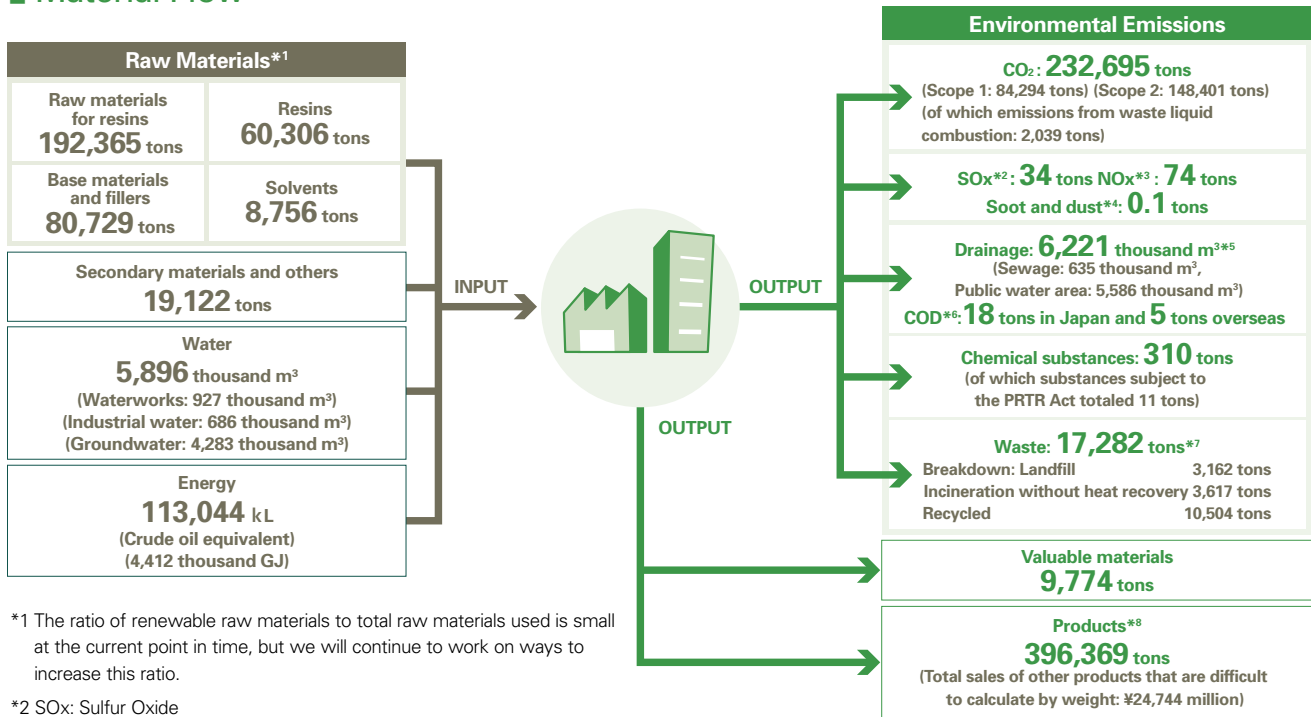 Material Flow
Raw Materials*1
Raw materials
for resins
192,365 tons
Resins
60,306 tons
Base materials
and fillers
80,729 tons
Solvents
8,756 tons
Secondary materials and others
19,122 tons
Water
5,896 thousand m³
(Waterworks: 927 thousand m³)
(Industrial water: 686 thousand m³)
(Groundwater: 4,283 thousand m³)
Energy
113,044 kL
(Crude oil equivalent)
(4,412 thousand GJ)
INPUT
OUTPUT
OUTPUT
Environmental Emissions
CO₂: 232,695 tons
(Scope 1: 84,294 tons) (Scope 2: 148,401 tons)
(of which emissions from waste liquid
combustion: 2,039 tons)
SOx*2: 34 tons NOx*3: 74 tons
Soot and dust*4: 0.1 tons
Drainage: 6,221 thousand m³*5
(Sewage: 635 thousand m³,
Public water area: 5,586 thousand m³)
COD*6: 18 tons in Japan and 5 tons overseas
Chemical substances: 310 tons
(of which substances subject to
the PRTR Act totaled 11 tons)
Waste: 17,282 tons*7
Breakdown: Landfill 3,162 tons
Incineration without heat recovery 3,617 tons
Recycled 10,504 tons
Valuable materials
9,774 tons
Products*8
396,369 tons
(Total sales of other products that are difficult
to calculate by weight: ¥24,744 million)
*1 The ratio of renewable raw materials to total raw materials used is small
at the current point in time, but we will continue to work on ways to
increase this ratio.
*2 SOx: Sulfur Oxide